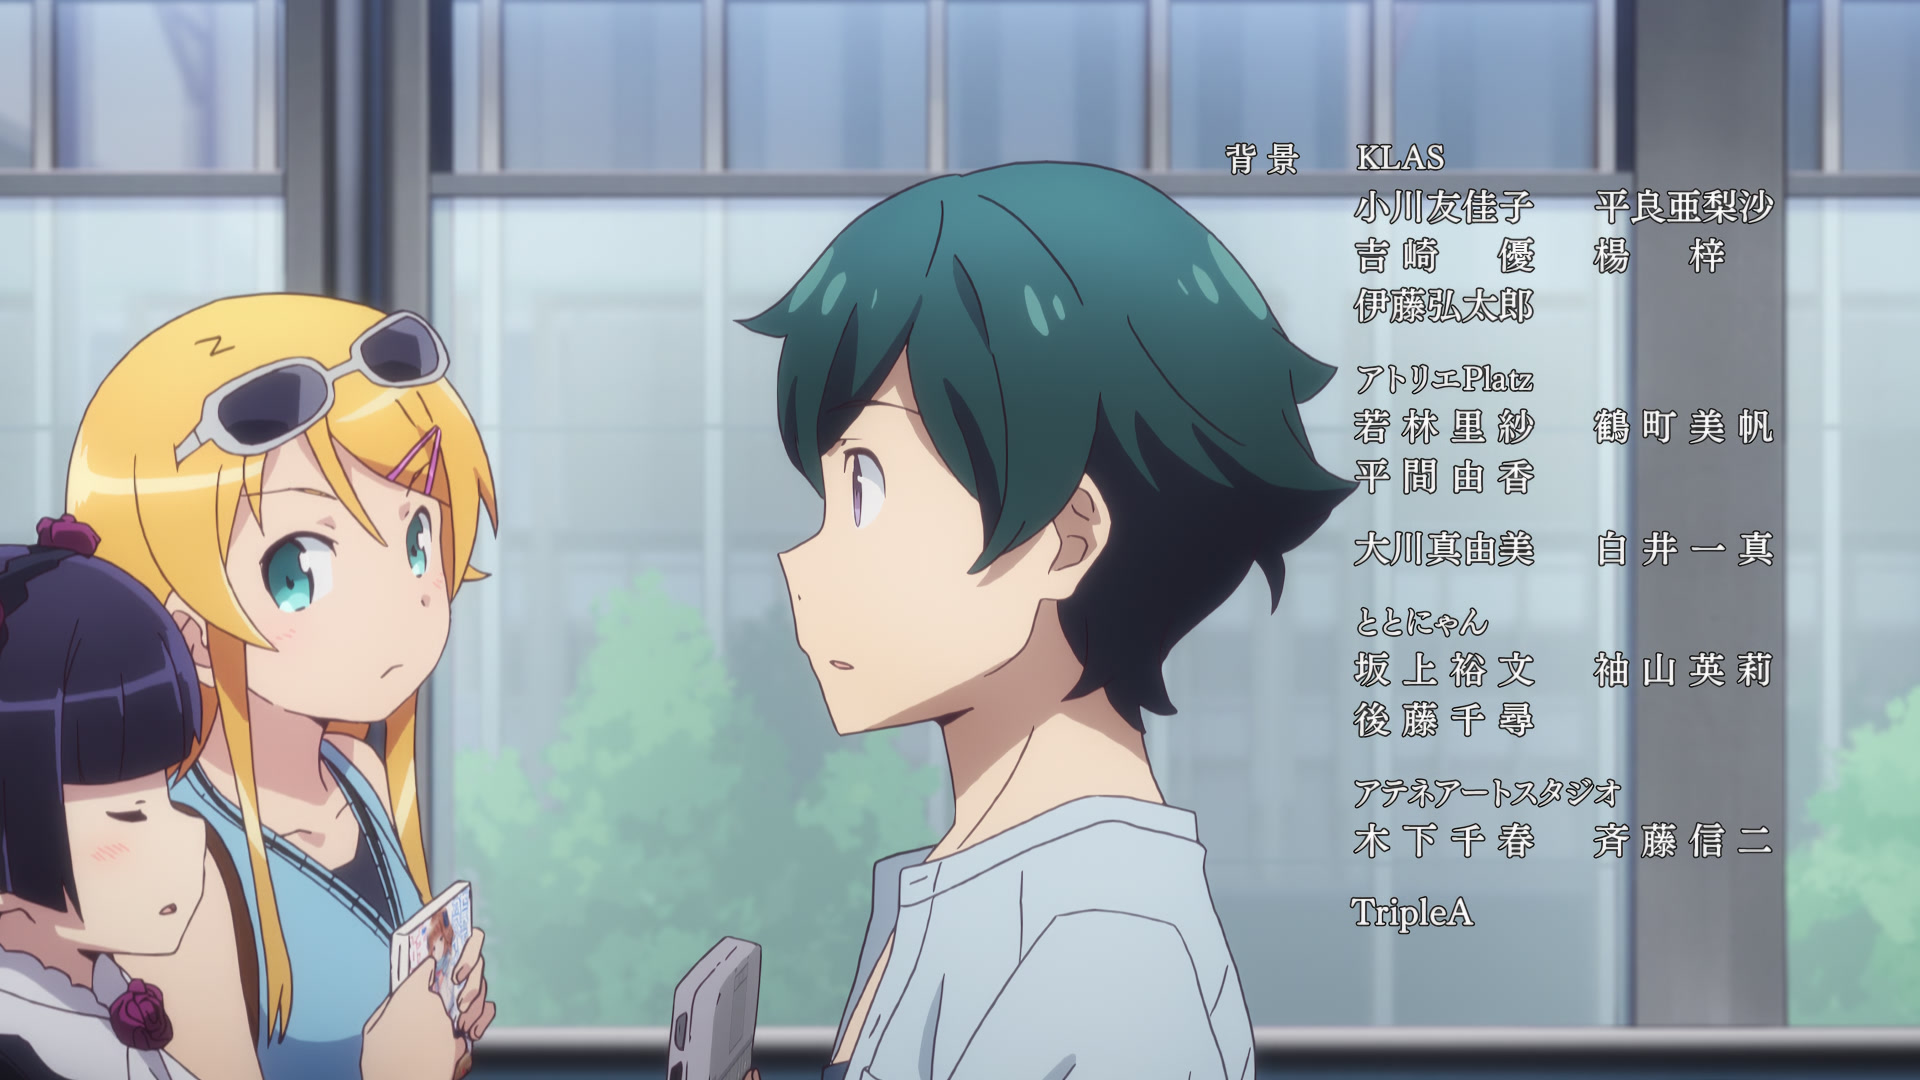 背景 KLAS
小川友佳子 平良亜梨沙
吉崎 優 楊 梓
伊藤弘太郎
アトリエPlatz
若林里紗 鶴町美帆
平間由香
大川真由美 白井一真
ととにゃん
坂上裕文 袖山英莉
後藤千尋
アテネアートスタジオ
木下千春 斉藤信二
TripleA